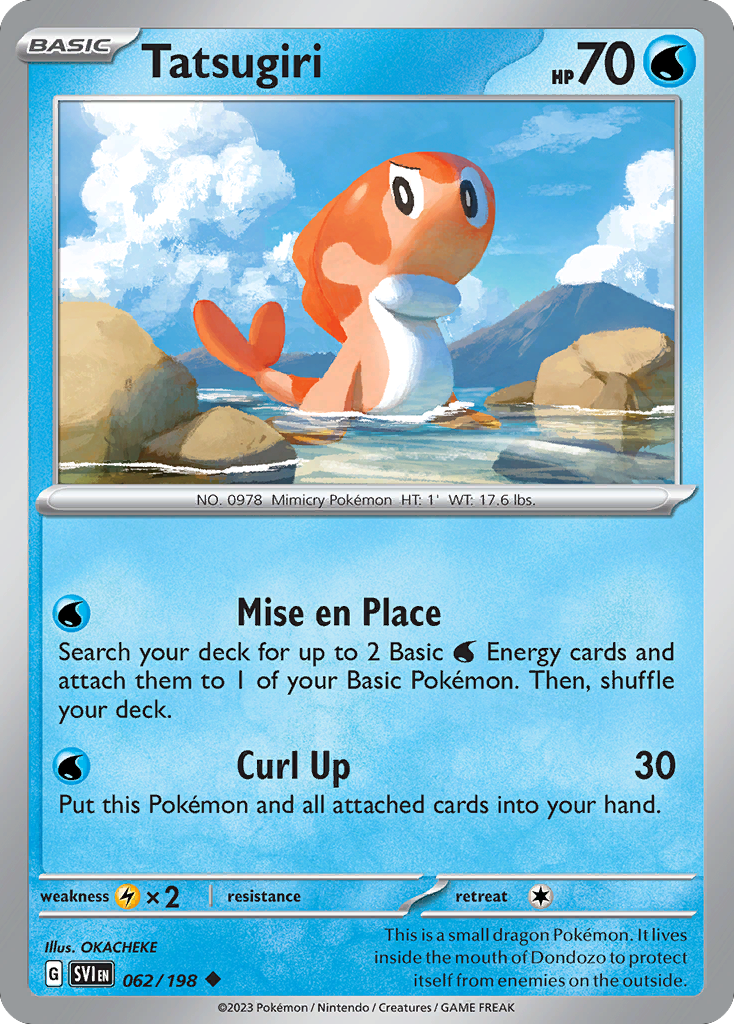 BASIC
Tatsugiri
HP 70
NO. 0978 Mimicry Pokémon HT: 1' WT: 17.6 lbs.
Mise en Place
Search your deck for up to 2 Basic Energy cards and
attach them to 1 of your Basic Pokémon. Then, shuffle
your deck.
Curl Up 30
Put this Pokémon and all attached cards into your hand.
weakness ×2 resistance retreat
Illus. OKACHEKE
G SVI EN 062/198
This is a small dragon Pokémon. It lives
inside the mouth of Dondozo to protect
itself from enemies on the outside.
©2023 Pokémon / Nintendo / Creatures / GAME FREAK